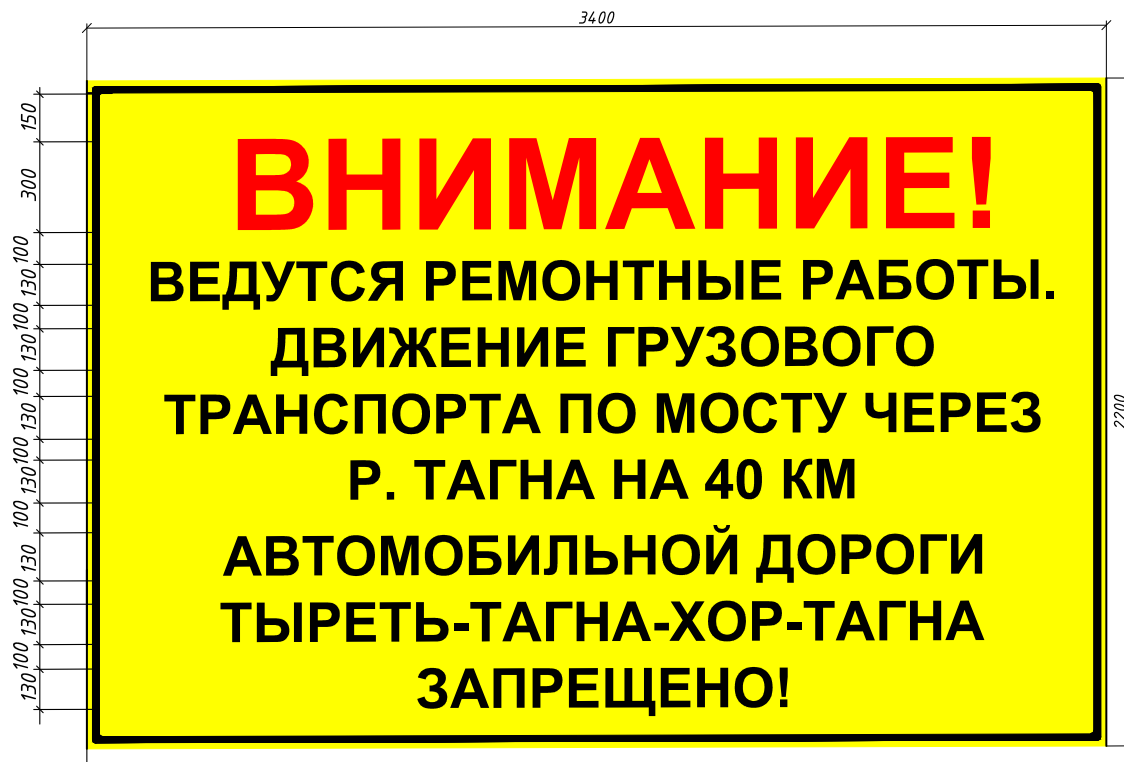 3400
150
300
100
130
100
130
100
130
100
130
100
130
100
130
100
130
2200
ВНИМАНИЕ!
ВЕДУТСЯ РЕМОНТНЫЕ РАБОТЫ.
ДВИЖЕНИЕ ГРУЗОВОГО
ТРАНСПОРТА ПО МОСТУ ЧЕРЕЗ
Р. ТАГНА НА 40 КМ
АВТОМОБИЛЬНОЙ ДОРОГИ
ТЫРЕТЬ-ТАГНА-ХОР-ТАГНА
ЗАПРЕЩЕНО!